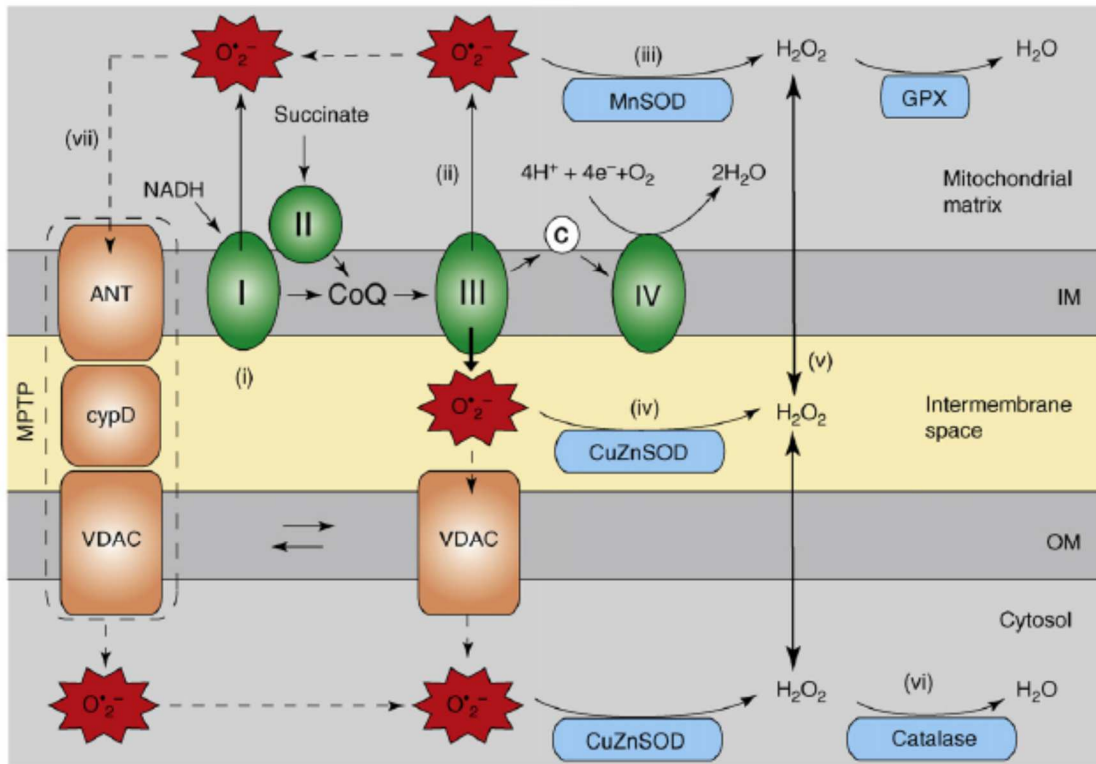 O₂•⁻
O₂•⁻
(iii)
MnSOD
H₂O₂
GPX
H₂O
(vii)
Succinate
NADH
II
(ii)
4H⁺ + 4e⁻+O₂
2H₂O
Mitochondrial
matrix
ANT
I
CoQ
III
C
IV
IM
(i)
(v)
MPTP
cypD
O₂•⁻
(iv)
CuZnSOD
H₂O₂
Intermembrane
space
VDAC
VDAC
OM
Cytosol
O₂•⁻
O₂•⁻
CuZnSOD
H₂O₂
(vi)
Catalase
H₂O